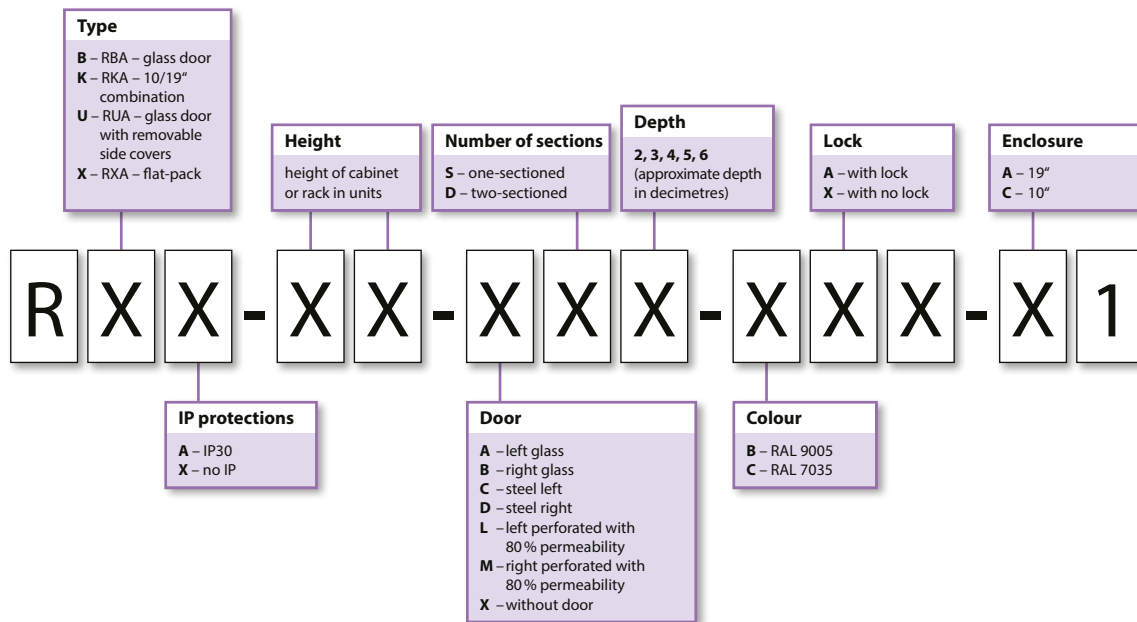 Type
B – RBA – glass door
K – RKA – 10/19“
combination
U – RUA – glass door
with removable
side covers
X – RXA – flat-pack
Height
height of cabinet
or rack in units
Number of sections
S – one-sectioned
D – two-sectioned
Depth
2, 3, 4, 5, 6
(approximate depth
in decimetres)
Lock
A – with lock
X – with no lock
Enclosure
A – 19“
C – 10“
R X X - X X - X X X - X X X - X 1
IP protections
A – IP30
X – no IP
Door
A – left glass
B – right glass
C – steel left
D – steel right
L – left perforated with
80 % permeability
M – right perforated with
80 % permeability
X – without door
Colour
B – RAL 9005
C – RAL 7035